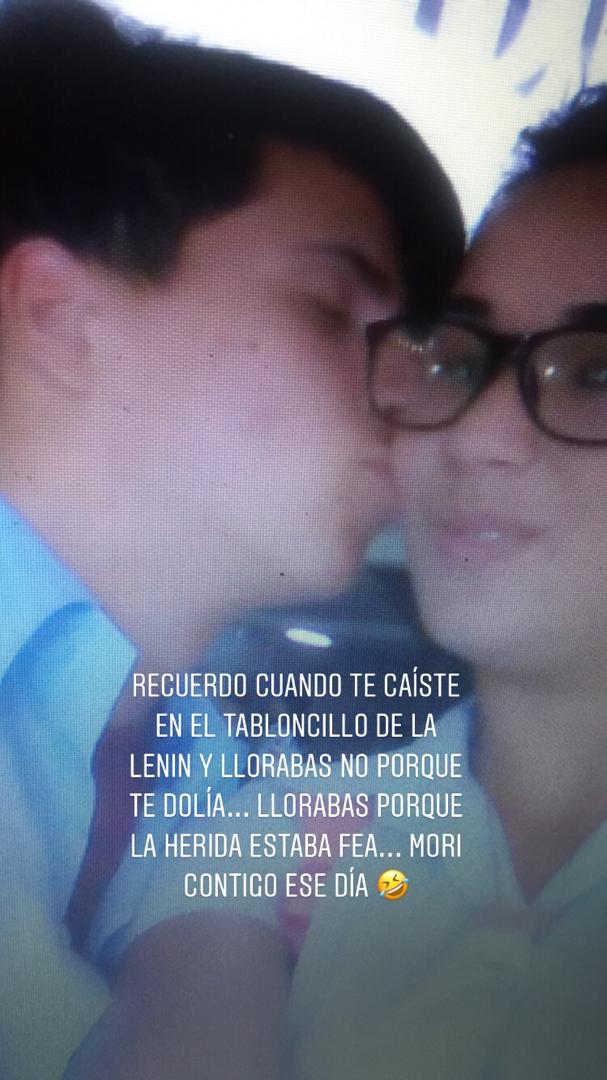 RECUERDO CUANDO TE CAÍSTE
EN EL TABLONCILLO DE LA
LENIN Y LLORABAS NO PORQUE
TE DOLÍA... LLORABAS PORQUE
LA HERIDA ESTABA FEA... MORI
CONTIGO ESE DÍA 🤣